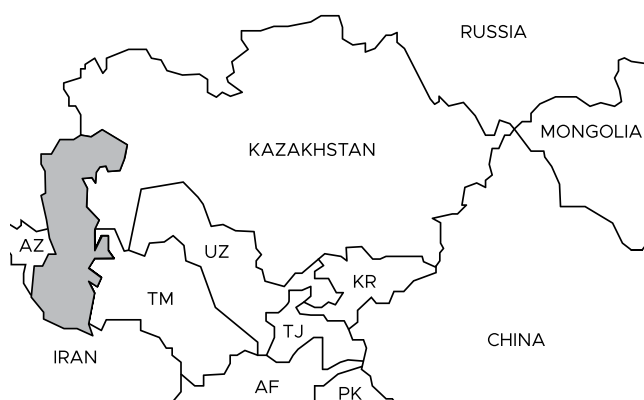 RUSSIA
MONGOLIA
KAZAKHSTAN
AZ
UZ
KR
TM
TJ
CHINA
IRAN
AF
PK